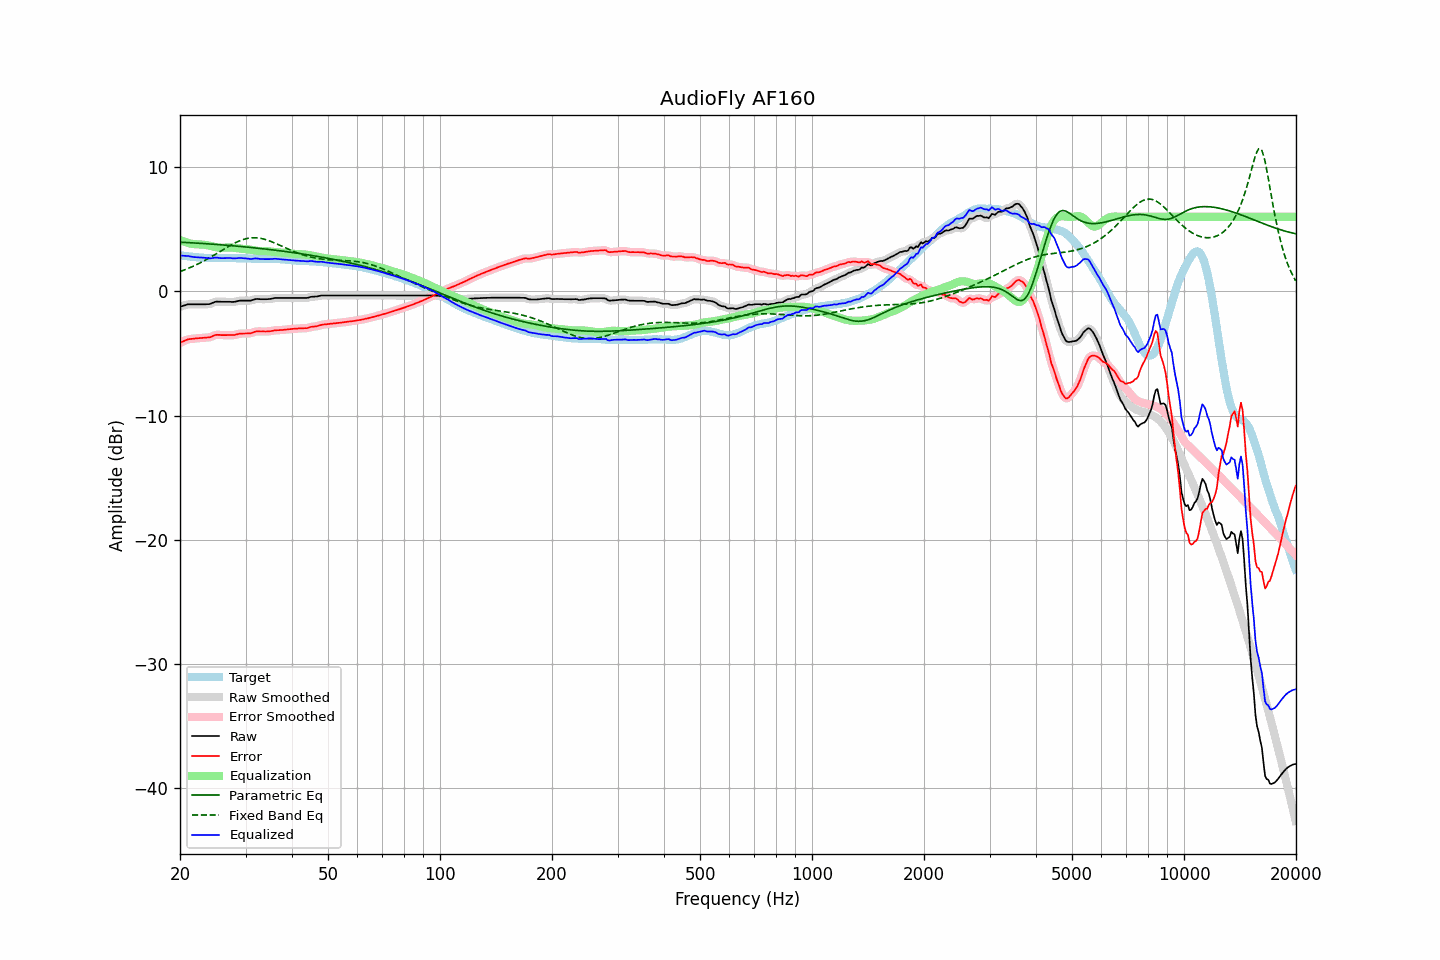 AudioFly AF160
Amplitude (dBr)
10
0
−10
−20
−30
−40
Target
Raw Smoothed
Error Smoothed
Raw
Error
Equalization
Parametric Eq
Fixed Band Eq
Equalized
20 50 100 200 500 1000 2000 5000 10000 20000
Frequency (Hz)